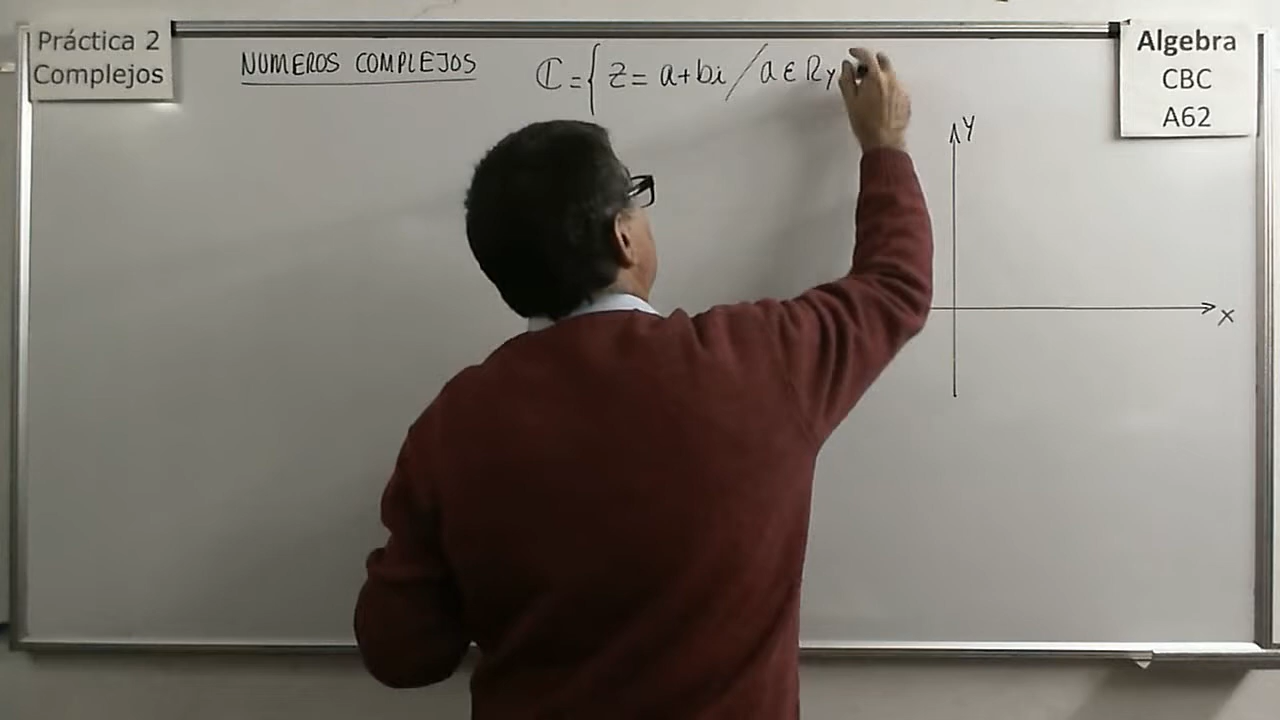 Práctica 2
Complejos
NUMEROS COMPLEJOS
ℂ = { z = a + bi / a ∈ R y
Algebra
CBC
A62
Y
X